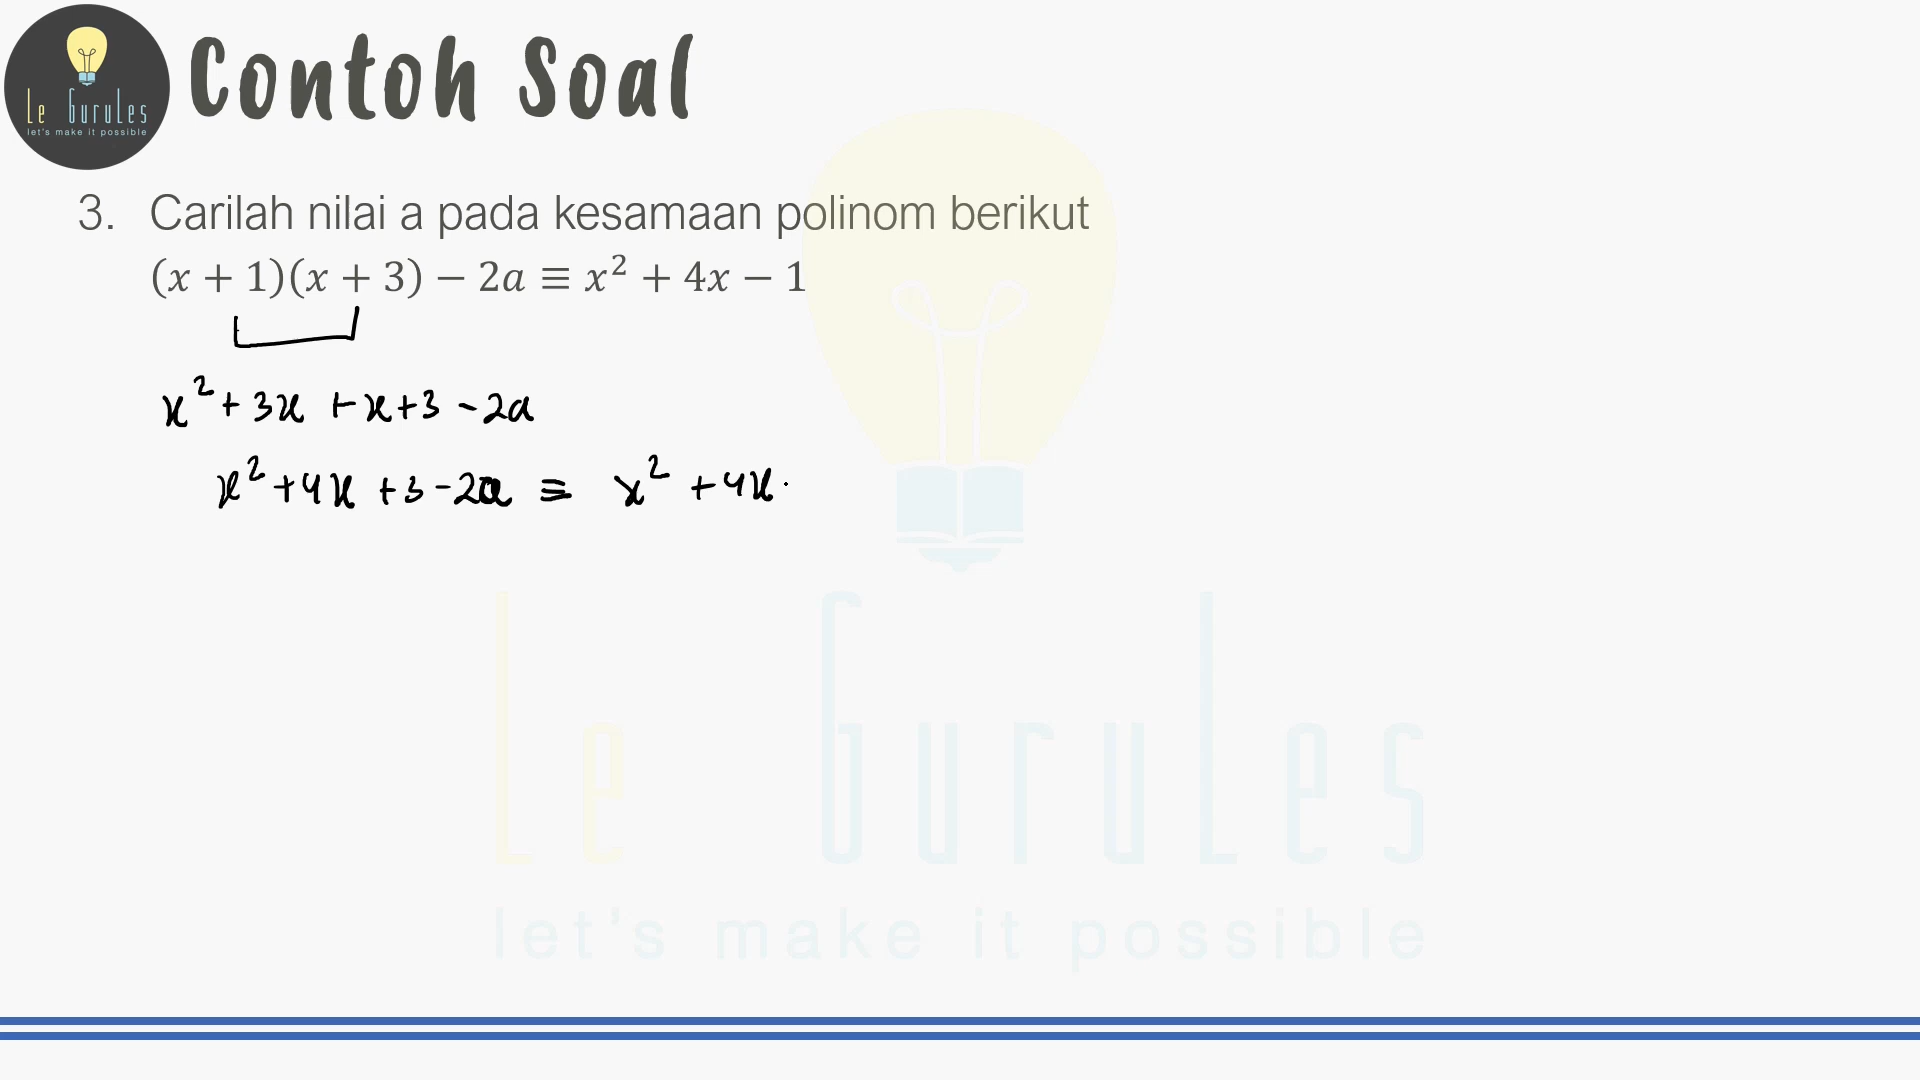 Le GuruLes
let's make it possible
Contoh Soal
3. Carilah nilai a pada kesamaan polinom berikut
(x + 1)(x + 3) − 2a ≡ x² + 4x − 1
x² + 3x + x + 3 - 2a
x² + 4x + 3 - 2a ≡ x² + 4x
Le GuruLes
let's make it possible